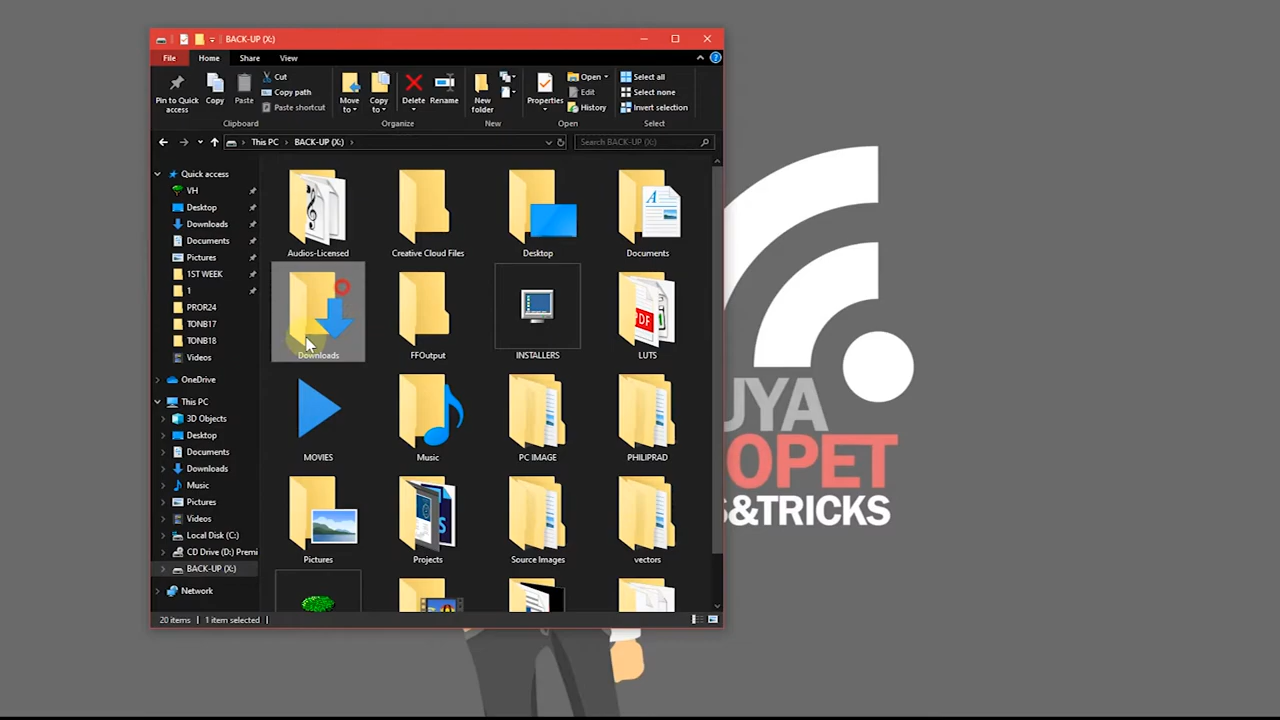 BACK-UP (X:)
File Home Share View
Pin to Quick access
Copy
Paste
Cut
Copy path
Paste shortcut
Clipboard
Move to
Copy to
Delete
Rename
Organize
New folder
New
Properties
Open
Edit
History
Open
Select all
Select none
Invert selection
Select
This PC > BACK-UP (X:) >
Search BACK-UP (X:)
Quick access
VH
Desktop
Downloads
Documents
Pictures
1ST WEEK
1
PROR24
TONB17
TONB18
Videos
OneDrive
This PC
3D Objects
Desktop
Documents
Downloads
Music
Pictures
Videos
Local Disk (C:)
CD Drive (D:) Premi
BACK-UP (X:)
Network
Audios-Licensed
Creative Cloud Files
Desktop
Documents
Downloads
FFOutput
INSTALLERS
LUTS
MOVIES
Music
PC IMAGE
PHILIPRAD
Pictures
Projects
Source Images
vectors
20 items
1 item selected
UYA
OPET
S&TRICKS